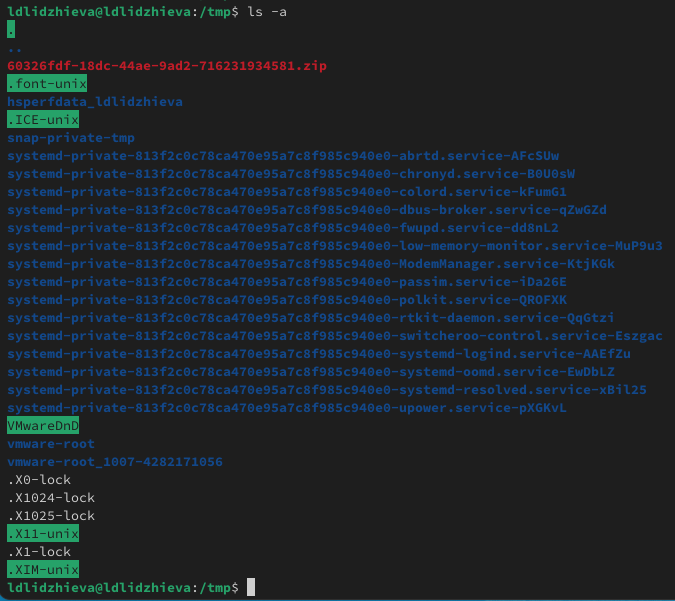 ldlidzhieva@ldlidzhieva:/tmp$ ls -a
.
..
60326fdf-18dc-44ae-9ad2-716231934581.zip
.font-unix
hsperfdata_ldlidzhieva
.ICE-unix
snap-private-tmp
systemd-private-813f2c0c78ca470e95a7c8f985c940e0-abrtd.service-AFcSUw
systemd-private-813f2c0c78ca470e95a7c8f985c940e0-chronyd.service-B0U0sW
systemd-private-813f2c0c78ca470e95a7c8f985c940e0-colord.service-kFumG1
systemd-private-813f2c0c78ca470e95a7c8f985c940e0-dbus-broker.service-qZwGZd
systemd-private-813f2c0c78ca470e95a7c8f985c940e0-fwupd.service-dd8nL2
systemd-private-813f2c0c78ca470e95a7c8f985c940e0-low-memory-monitor.service-MuP9u3
systemd-private-813f2c0c78ca470e95a7c8f985c940e0-ModemManager.service-KtjKGk
systemd-private-813f2c0c78ca470e95a7c8f985c940e0-passim.service-iDa26E
systemd-private-813f2c0c78ca470e95a7c8f985c940e0-polkit.service-QROFXK
systemd-private-813f2c0c78ca470e95a7c8f985c940e0-rtkit-daemon.service-QqGtzi
systemd-private-813f2c0c78ca470e95a7c8f985c940e0-switcheroo-control.service-Eszgac
systemd-private-813f2c0c78ca470e95a7c8f985c940e0-systemd-logind.service-AAEfZu
systemd-private-813f2c0c78ca470e95a7c8f985c940e0-systemd-oomd.service-EwDbLZ
systemd-private-813f2c0c78ca470e95a7c8f985c940e0-systemd-resolved.service-xBil25
systemd-private-813f2c0c78ca470e95a7c8f985c940e0-upower.service-pXGKvL
VMwareDnD
vmware-root
vmware-root_1007-4282171056
.X0-lock
.X1024-lock
.X1025-lock
.X11-unix
.X1-lock
.XIM-unix
ldlidzhieva@ldlidzhieva:/tmp$